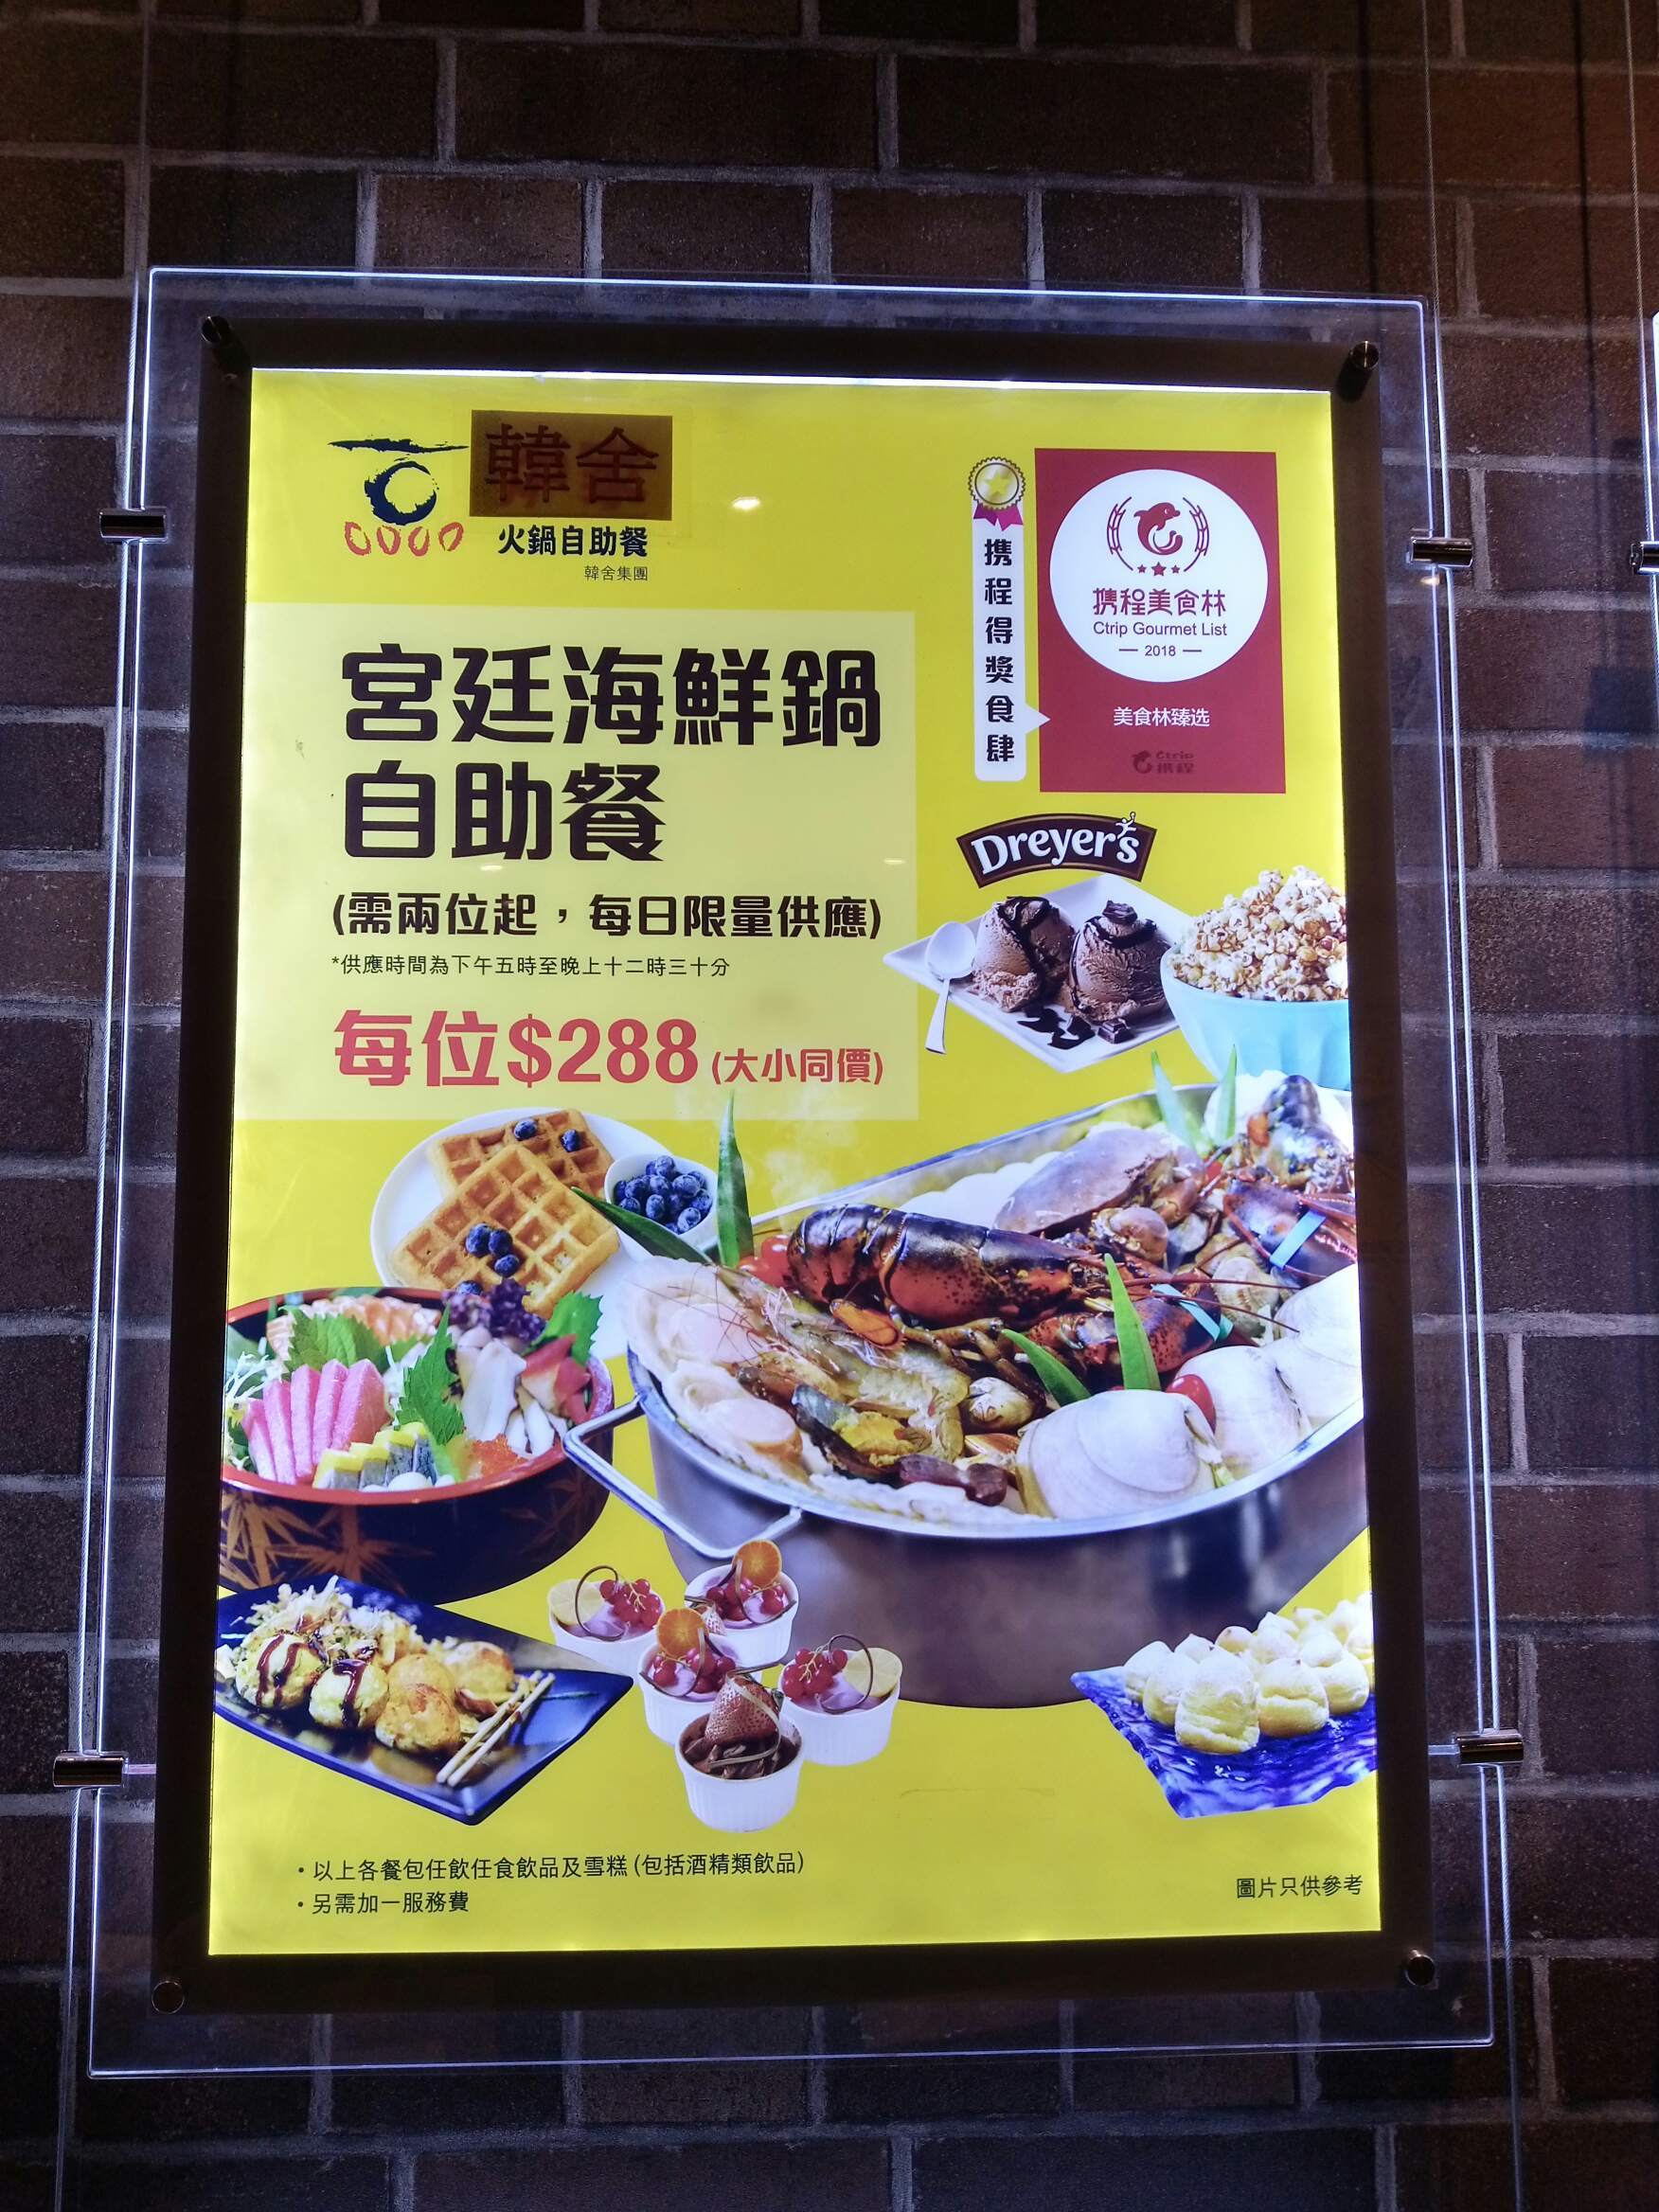 韓舍
火鍋自助餐
韓舍集團
携程得獎食肆
携程美食林
Ctrip Gourmet List
2018
美食林臻选
Ctrip
携程
宮廷海鮮鍋
自助餐
(需兩位起，每日限量供應)
*供應時間為下午五時至晚上十二時三十分
每位$288(大小同價)
Dreyer's
・以上各餐包任飲任食飲品及雪糕(包括酒精類飲品)
・另需加一服務費
圖片只供參考